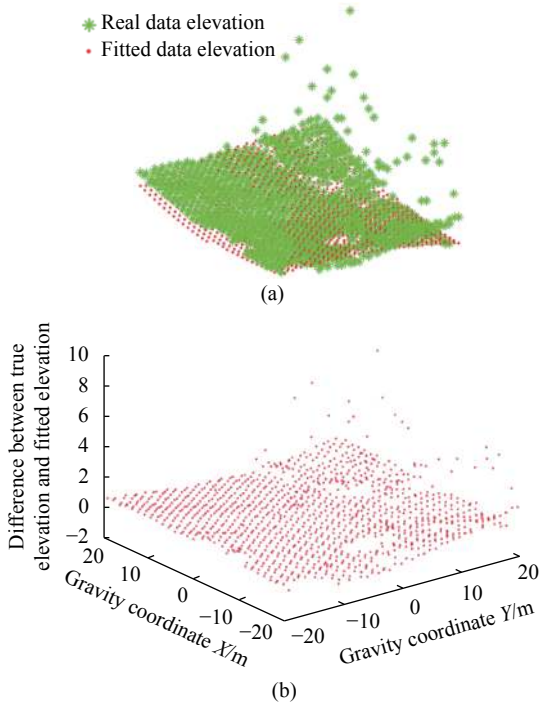 Real data elevation
Fitted data elevation
(a)
Difference between true
elevation and fitted elevation
10
8
6
4
2
0
−2
20
10
0
−10
−20
Gravity coordinate X/m
−20
−10
0
10
20
Gravity coordinate Y/m
(b)